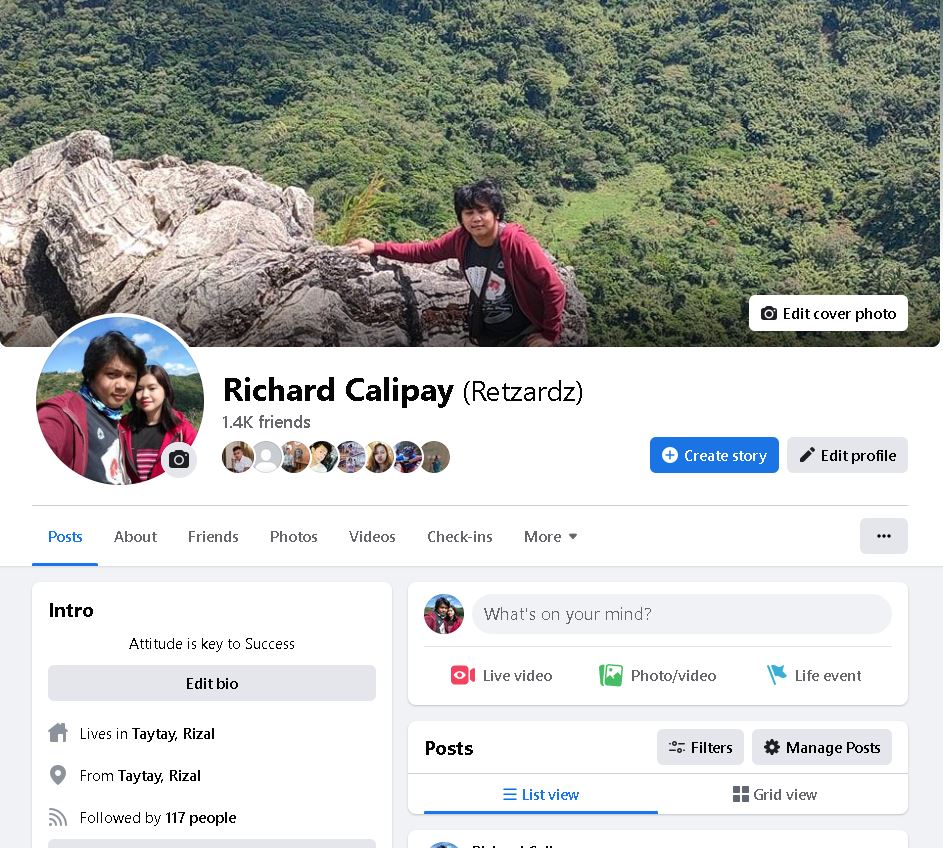 Edit cover photo
Richard Calipay (Retzardz)
1.4K friends
Create story
Edit profile
Posts
About
Friends
Photos
Videos
Check-ins
More
Intro
Attitude is key to Success
Edit bio
Lives in Taytay, Rizal
From Taytay, Rizal
Followed by 117 people
What's on your mind?
Live video
Photo/video
Life event
Posts
Filters
Manage Posts
List view
Grid view